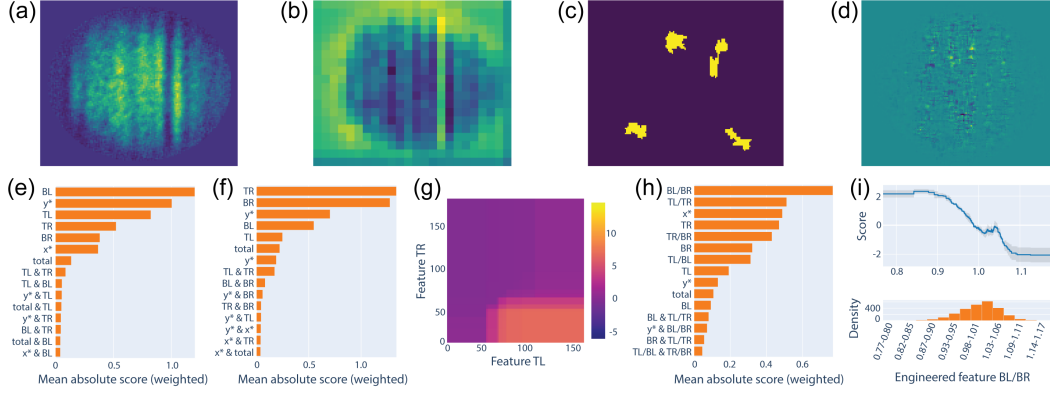 (a)
(b)
(c)
(d)
(e)
BL
y*
TL
TR
BR
x*
total
TL & TR
TL & BL
y* & TL
total & TL
y* & TR
BL & TR
total & BL
x* & BL
0
0.5
1.0
Mean absolute score (weighted)
(f)
TR
BR
y*
BL
TL
total
y*
TL & TR
BL & BR
y* & BR
TR & BR
y* & x*
x* & TR
x* & total
0
0.5
1.0
Mean absolute score (weighted)
(g)
Feature TR
150
100
50
0
0
50
100
150
Feature TL
10
5
0
-5
(h)
BL/BR
TL/TR
x*
TR
TR/BR
BR
TL/BL
TL
y*
total
BL
BL & TL/TR
y* & BL/BR
BR & TL/TR
TL/BL & TR/BR
0
0.2
0.4
0.6
Mean absolute score (weighted)
(i)
Score
2
0
-2
0.8
0.9
1.0
1.1
Density
400
0
0.77-0.80
0.82-0.85
0.87-0.90
0.93-0.95
0.98-1.01
1.03-1.06
1.09-1.11
1.14-1.17
Engineered feature BL/BR